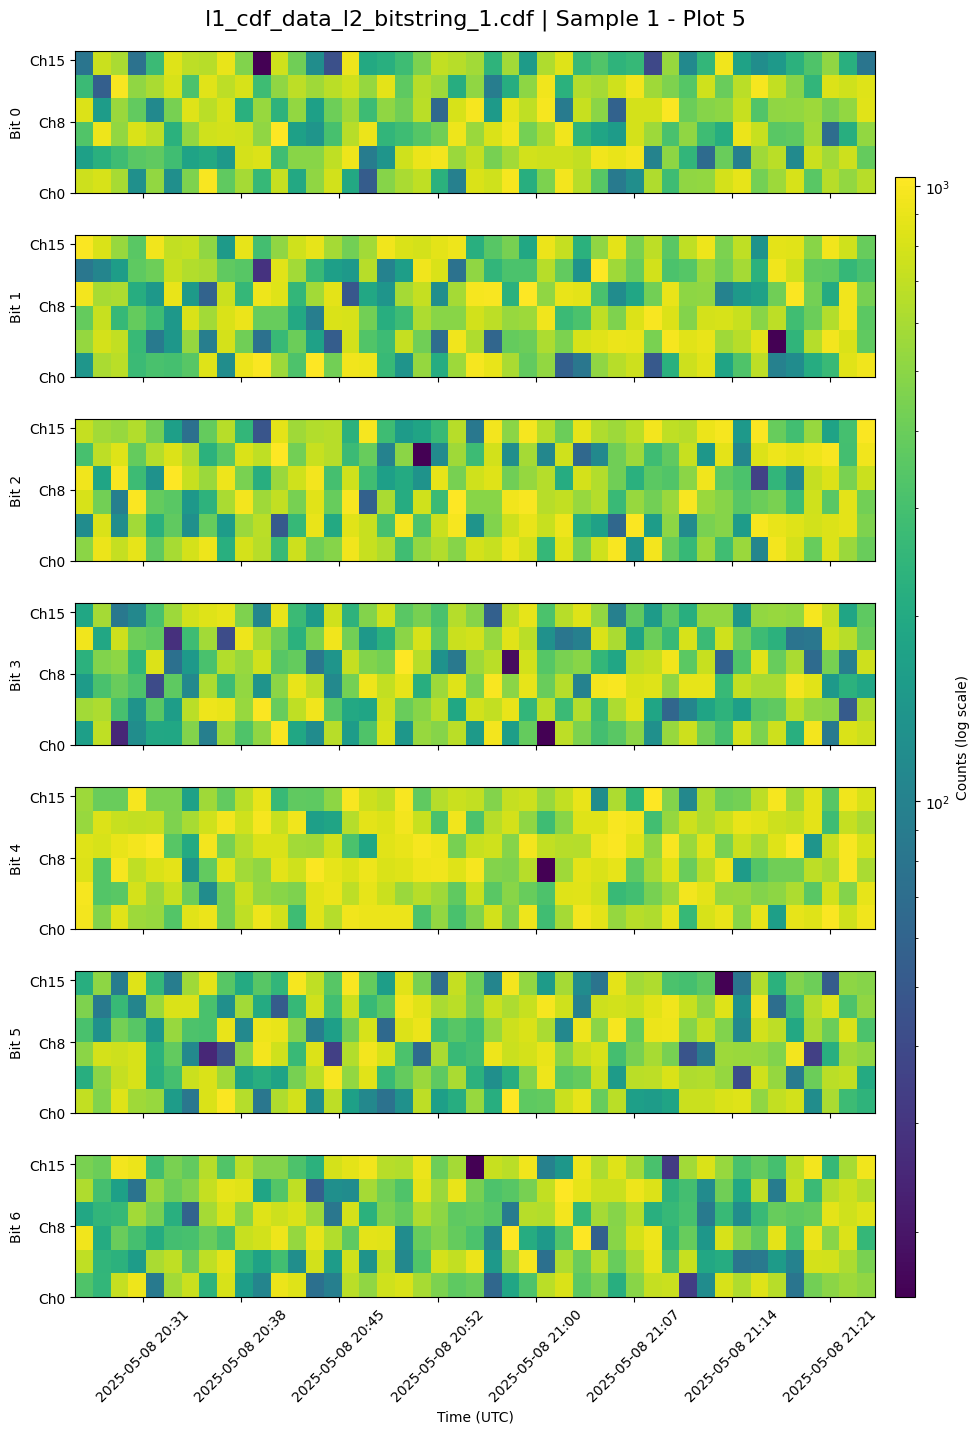 l1_cdf_data_l2_bitstring_1.cdf | Sample 1 - Plot 5
Ch15
Ch8
Ch0
Bit 0
Ch15
Ch8
Ch0
Bit 1
Ch15
Ch8
Ch0
Bit 2
Ch15
Ch8
Ch0
Bit 3
Ch15
Ch8
Ch0
Bit 4
Ch15
Ch8
Ch0
Bit 5
Ch15
Ch8
Ch0
Bit 6
2025-05-08 20:31
2025-05-08 20:38
2025-05-08 20:45
2025-05-08 20:52
2025-05-08 21:00
2025-05-08 21:07
2025-05-08 21:14
2025-05-08 21:21
Time (UTC)
10³
10²
Counts (log scale)